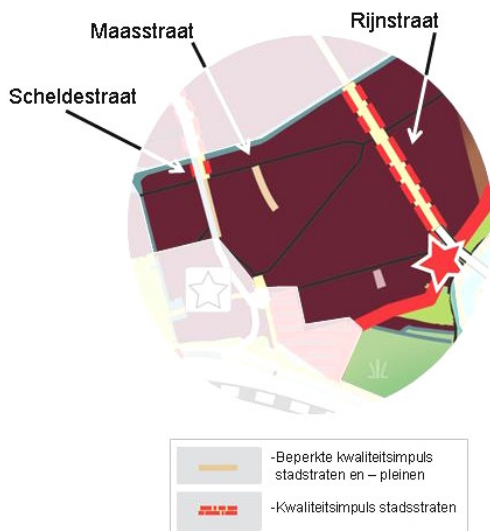 Rijnstraat
Maasstraat
Scheldestraat
-Beperkte kwaliteitsimpuls
stadstraten en – pleinen
-Kwaliteitsimpuls stadsstraten